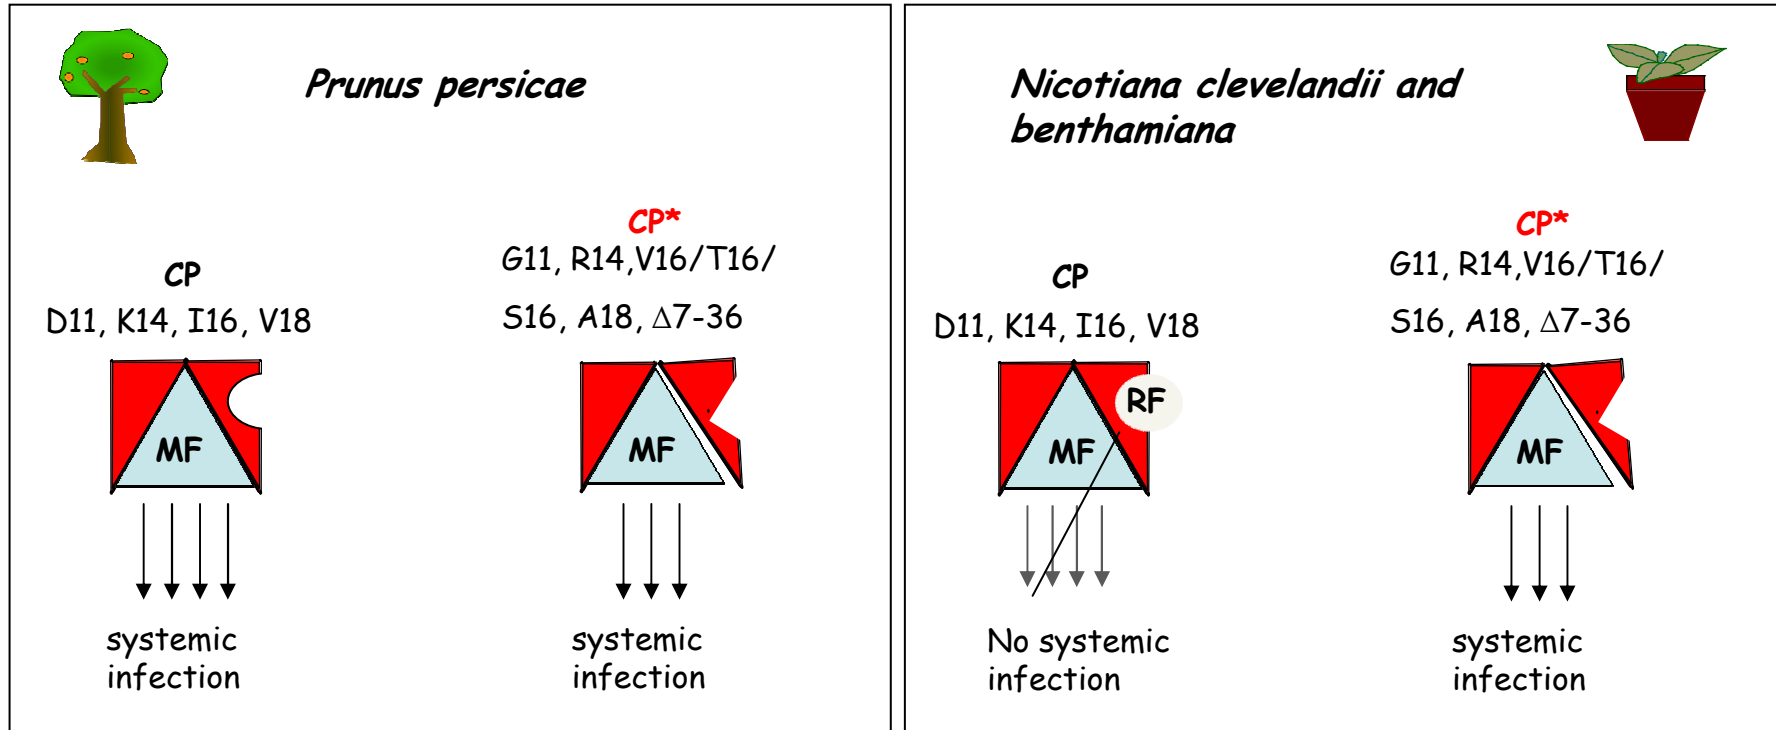 Prunus persicae
CP
D11, K14, I16, V18
MF
systemic
infection
CP*
G11, R14,V16/T16/
S16, A18, Δ7-36
MF
systemic
infection
Nicotiana clevelandii and
benthamiana
CP
D11, K14, I16, V18
RF
MF
No systemic
infection
CP*
G11, R14,V16/T16/
S16, A18, Δ7-36
MF
systemic
infection